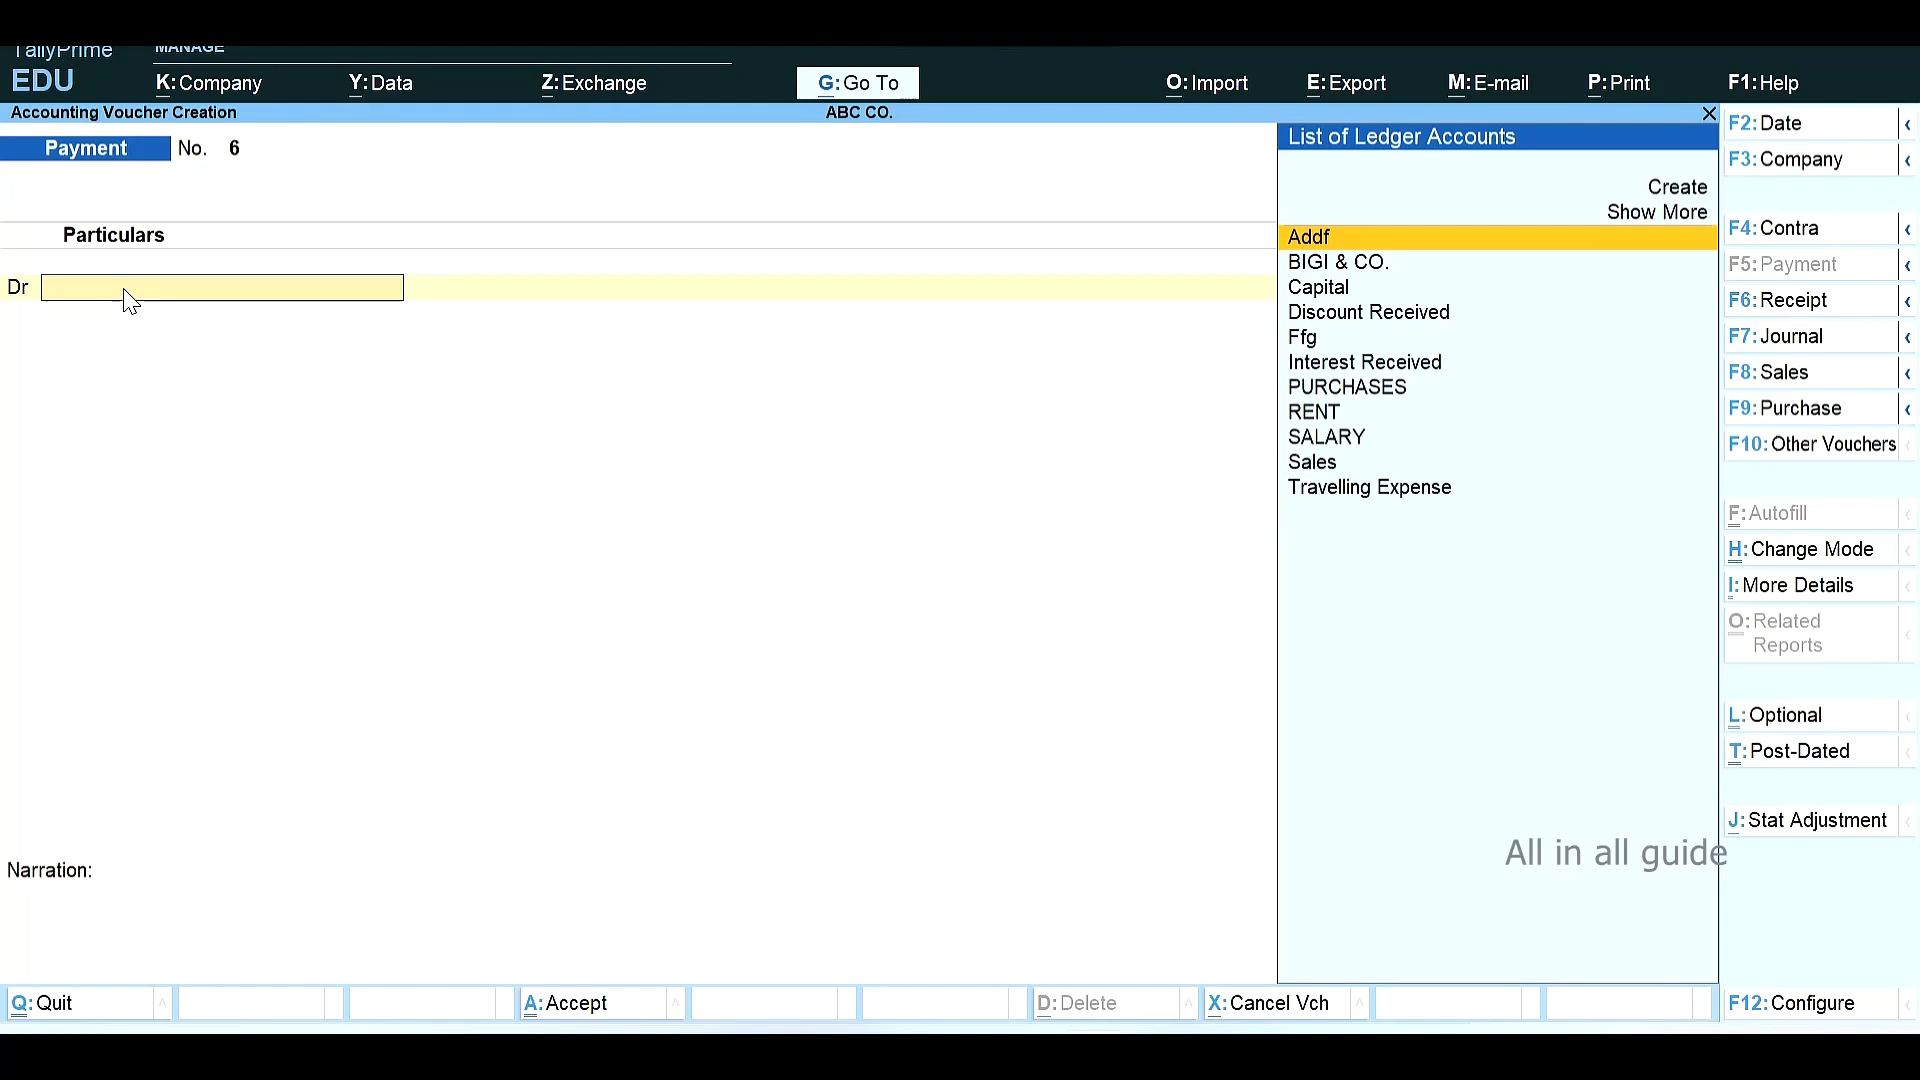 TallyPrime
MANAGE
EDU
K:Company
Y:Data
Z:Exchange
G:Go To
O:Import
E:Export
M:E-mail
P:Print
F1:Help
Accounting Voucher Creation
ABC CO.
Payment No. 6
Particulars
Dr
Narration:
List of Ledger Accounts
Create
Show More
Addf
BIGI & CO.
Capital
Discount Received
Ffg
Interest Received
PURCHASES
RENT
SALARY
Sales
Travelling Expense
F2:Date
F3:Company
F4:Contra
F5:Payment
F6:Receipt
F7:Journal
F8:Sales
F9:Purchase
F10:Other Vouchers
F:Autofill
H:Change Mode
I:More Details
O:Related
Reports
L:Optional
T:Post-Dated
J:Stat Adjustment
All in all guide
Q:Quit
A:Accept
D:Delete
X:Cancel Vch
F12:Configure